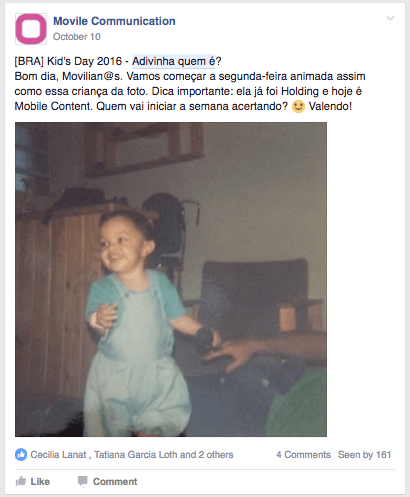 Movile Communication
October 10
[BRA] Kid's Day 2016 - Adivinha quem é?
Bom dia, Movilian@s. Vamos começar a segunda-feira animada assim
como essa criança da foto. Dica importante: ela já foi Holding e hoje é
Mobile Content. Quem vai iniciar a semana acertando? 😉 Valendo!
Cecilia Lanat , Tatiana Garcia Loth and 2 others 4 Comments Seen by 161
Like Comment